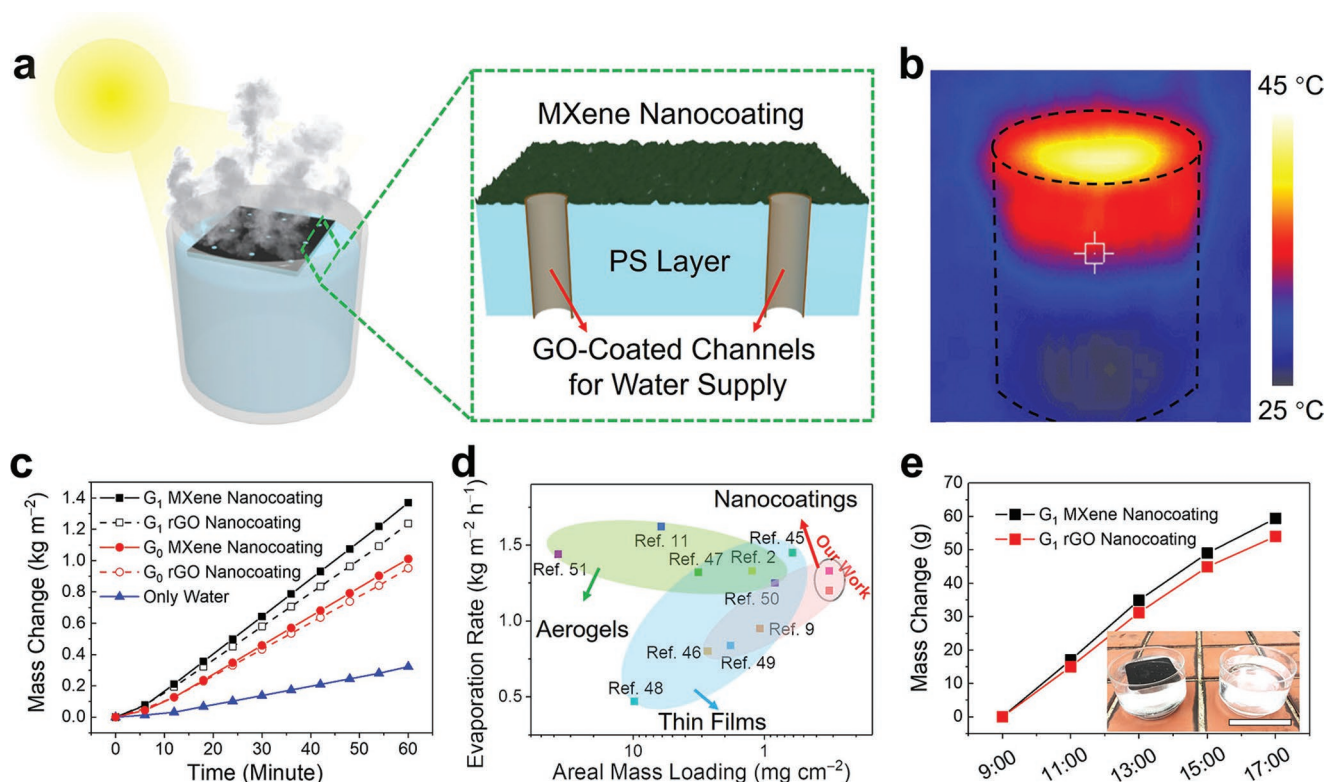 a
MXene Nanocoating
PS Layer
GO-Coated Channels
for Water Supply
b
45 °C
25 °C
c
Mass Change (kg m⁻²)
1.4
1.2
1.0
0.8
0.6
0.4
0.2
0.0
G₁ MXene Nanocoating
G₁ rGO Nanocoating
G₀ MXene Nanocoating
G₀ rGO Nanocoating
Only Water
0 10 20 30 40 50 60
Time (Minute)
d
Evaporation Rate (kg m⁻² h⁻¹)
1.5
1.0
0.5
Nanocoatings
Ref. 11
Ref. 45
Ref. 47
Ref. 2
Ref. 51
Our Work
Ref. 50
Aerogels
Ref. 9
Ref. 46
Ref. 49
Ref. 48
Thin Films
10 1
Areal Mass Loading (mg cm⁻²)
e
Mass Change (g)
70
60
50
40
30
20
10
0
G₁ MXene Nanocoating
G₁ rGO Nanocoating
9:00 11:00 13:00 15:00 17:00